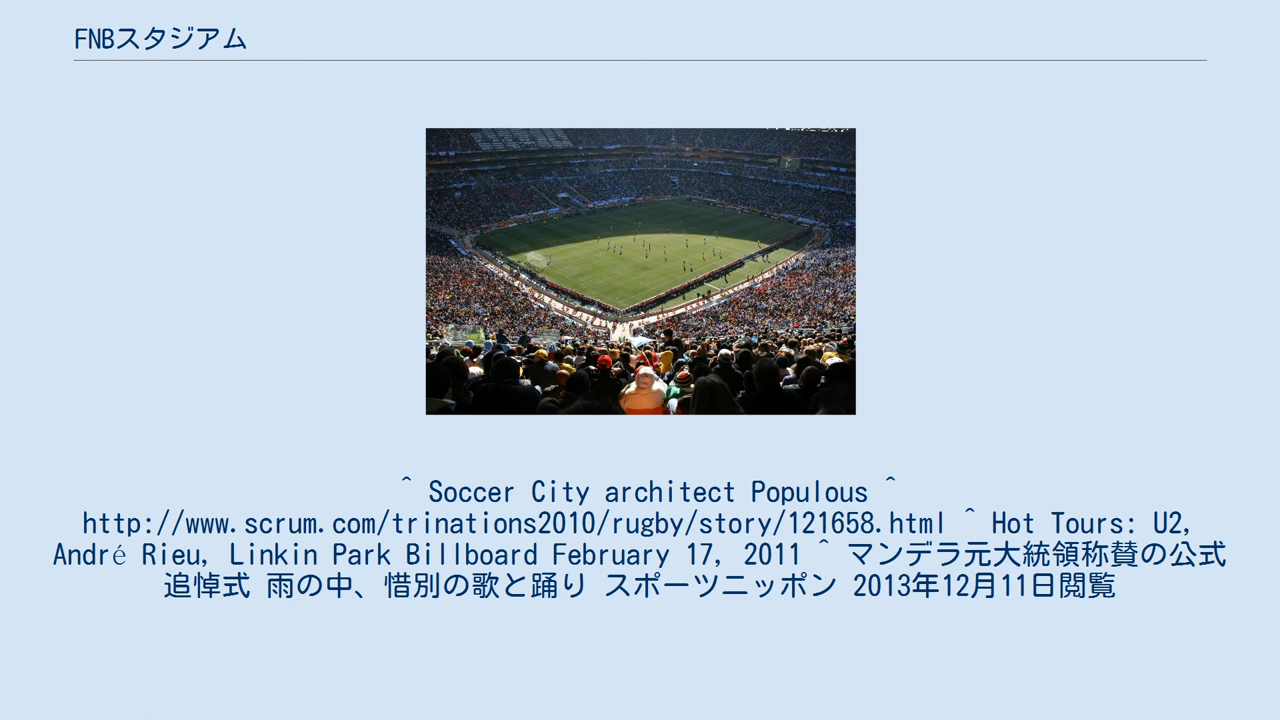 FNBスタジアム
^ Soccer City architect Populous ^
http://www.scrum.com/trinations2010/rugby/story/121658.html ^ Hot Tours: U2,
André Rieu, Linkin Park Billboard February 17, 2011 ^ マンデラ元大統領称賛の公式
追悼式 雨の中、惜別の歌と踊り スポーツニッポン 2013年12月11日閲覧